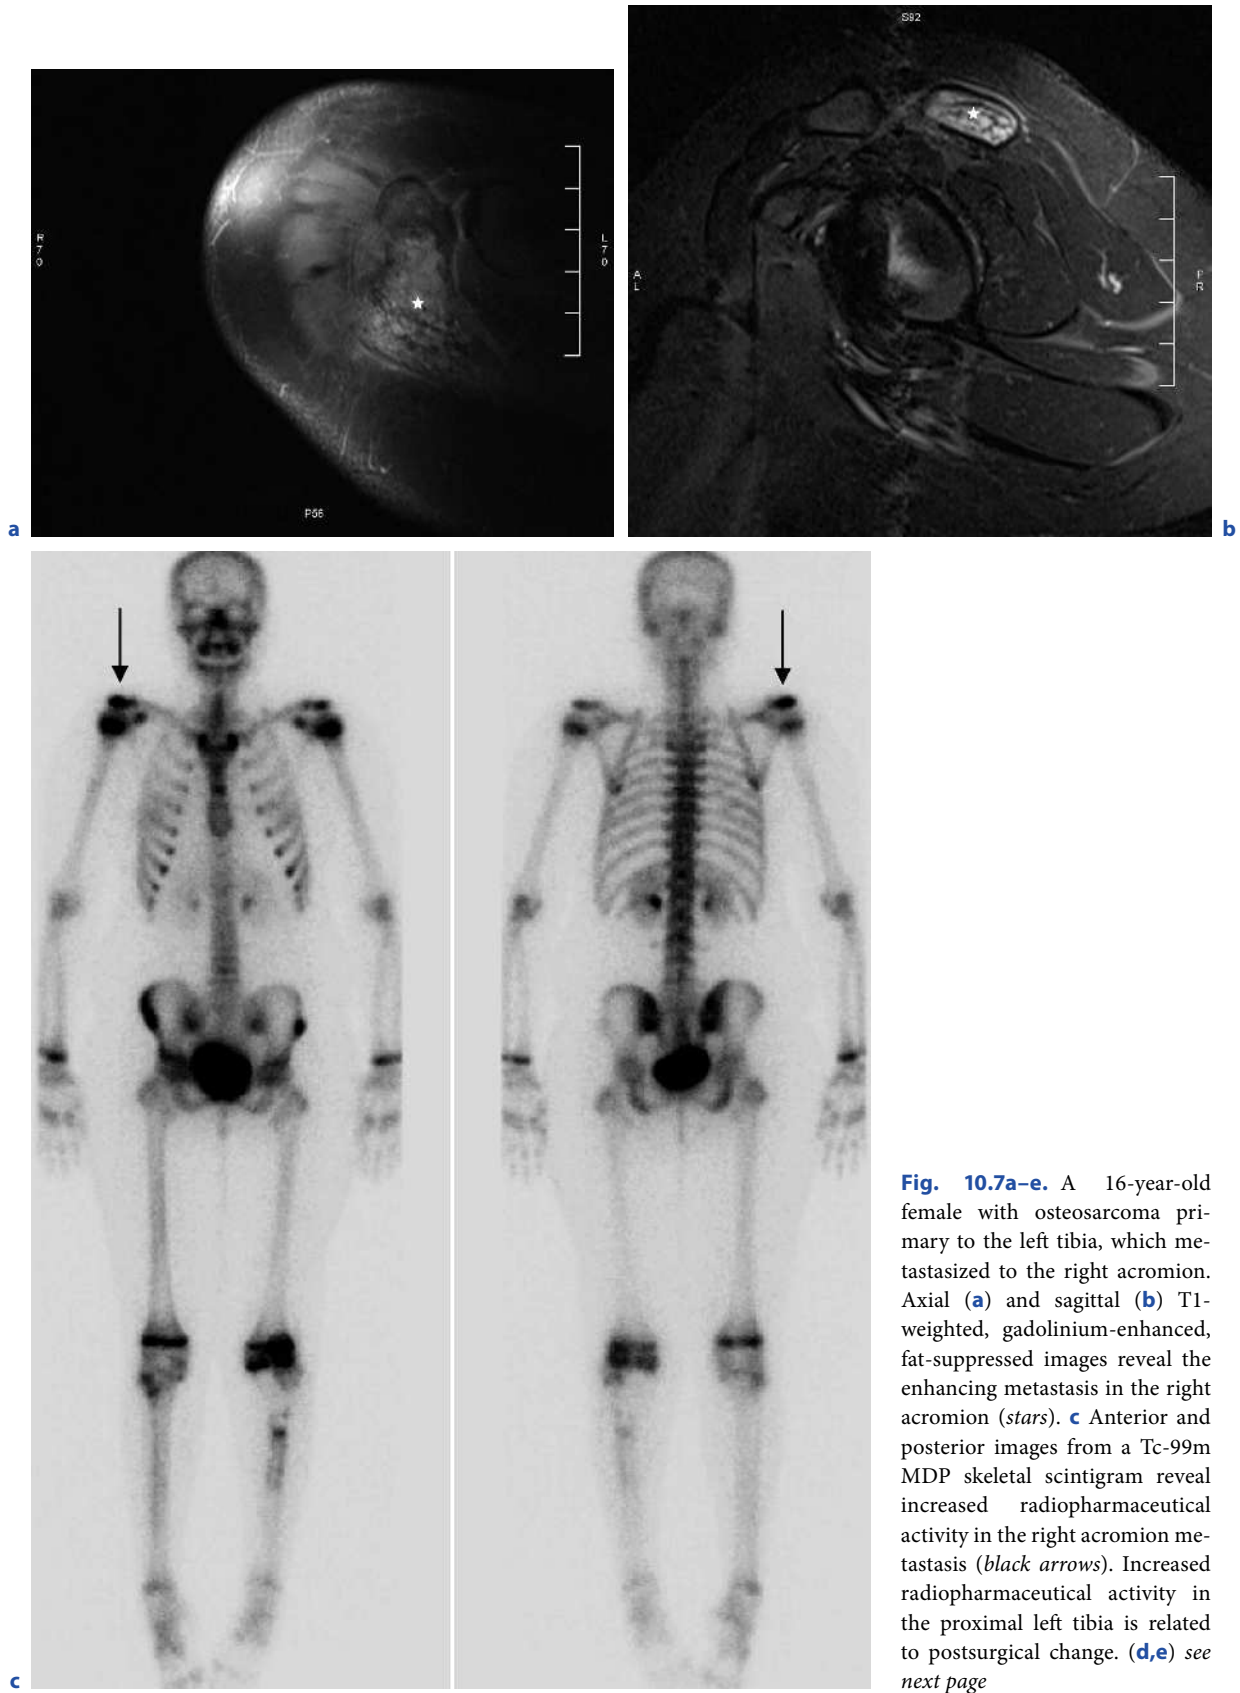 S92
R
7
0
L
7
0
A
L
P
R
P56
a
b
Fig. 10.7a–e. A 16-year-old
female with osteosarcoma pri-
mary to the left tibia, which me-
tastasized to the right acromion.
Axial (a) and sagittal (b) T1-
weighted, gadolinium-enhanced,
fat-suppressed images reveal the
enhancing metastasis in the right
acromion (stars). c Anterior and
posterior images from a Tc-99m
MDP skeletal scintigram reveal
increased radiopharmaceutical
activity in the right acromion me-
tastasis (black arrows). Increased
radiopharmaceutical activity in
the proximal left tibia is related
to postsurgical change. (d,e) see
next page
c